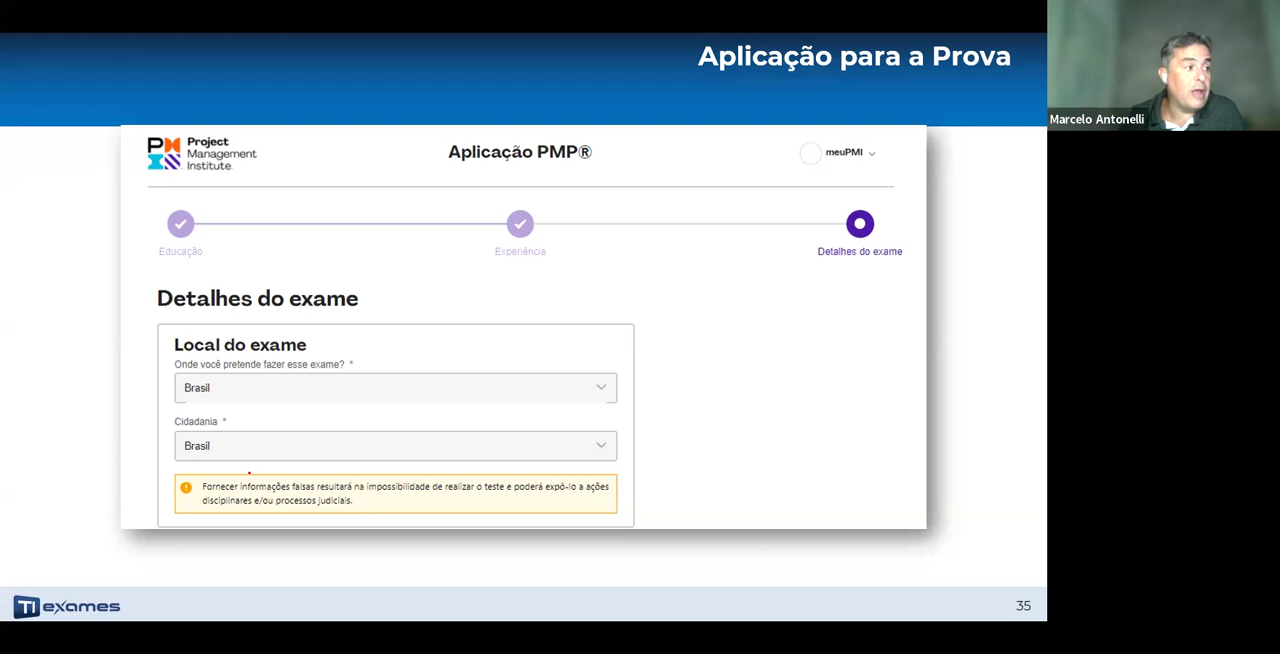 Aplicação para a Prova
Marcelo Antonelli
Project
Management
Institute.
Aplicação PMP®
meuPMI
Educação
Experiência
Detalhes do exame
Detalhes do exame
Local do exame
Onde você pretende fazer esse exame? *
Brasil
Cidadania *
Brasil
Fornecer informações falsas resultará na impossibilidade de realizar o teste e poderá expô-lo a ações
disciplinares e/ou processos judiciais.
TI exames
35